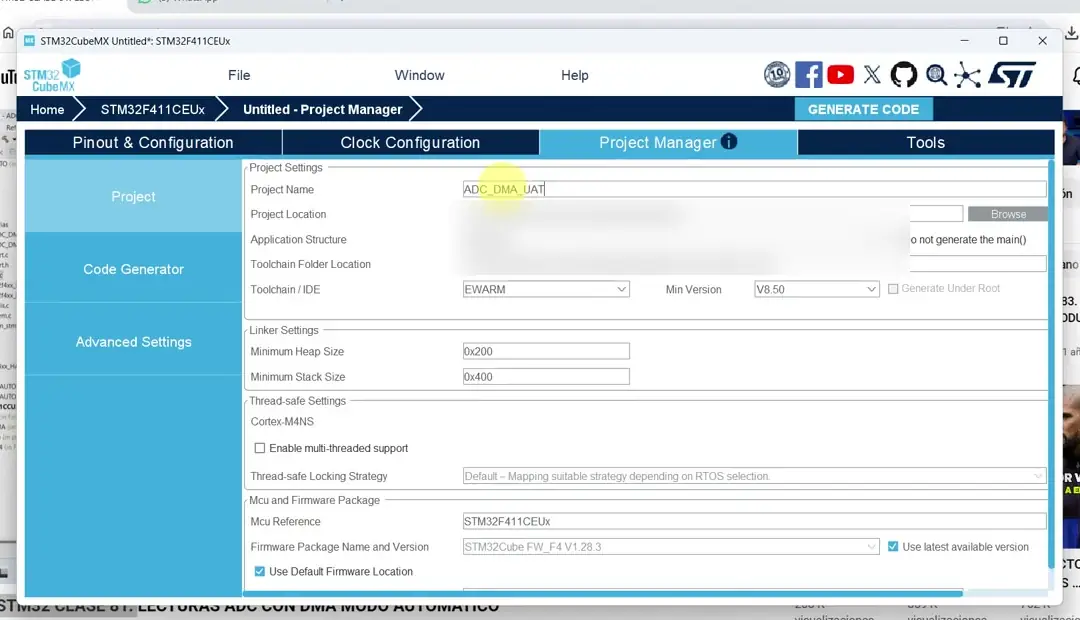 STM32CubeMX Untitled*: STM32F411CEUx
STM32
CubeMX
File
Window
Help
10
Home
STM32F411CEUx
Untitled - Project Manager
GENERATE CODE
Pinout & Configuration
Clock Configuration
Project Manager
Tools
Project
Code Generator
Advanced Settings
Project Settings
Project Name
ADC_DMA_UAT
Project Location
Browse
Application Structure
o not generate the main()
Toolchain Folder Location
Toolchain / IDE
EWARM
Min Version
V8.50
Generate Under Root
Linker Settings
Minimum Heap Size
0x200
Minimum Stack Size
0x400
Thread-safe Settings
Cortex-M4NS
Enable multi-threaded support
Thread-safe Locking Strategy
Default – Mapping suitable strategy depending on RTOS selection.
Mcu and Firmware Package
Mcu Reference
STM32F411CEUx
Firmware Package Name and Version
STM32Cube FW_F4 V1.28.3
Use latest available version
Use Default Firmware Location
STM32 CLASE 81. LECTURAS ADC CON DMA MODO AUTOMATICO